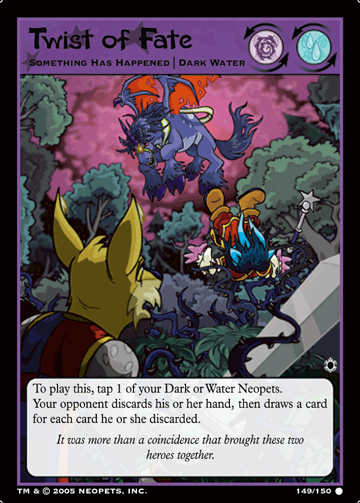 Twist of Fate
Something Has Happened | Dark Water
To play this, tap 1 of your Dark or Water Neopets.
Your opponent discards his or her hand, then draws a card
for each card he or she discarded.
It was more than a coincidence that brought these two
heroes together.
TM & © 2005 NEOPETS, INC. 149/150